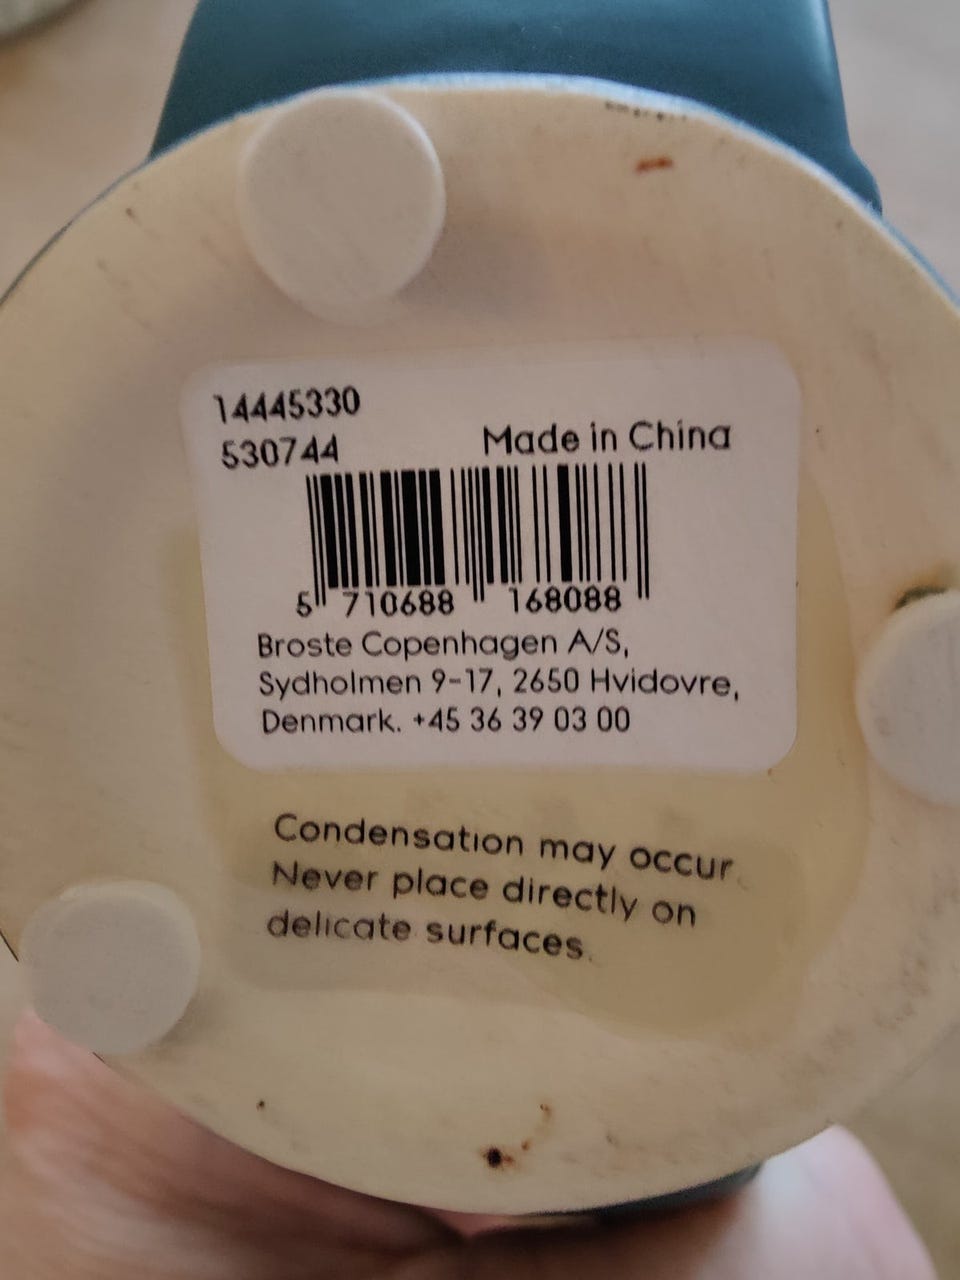 14445330
530744
Made in China
5 710688 168088
Broste Copenhagen A/S,
Sydholmen 9-17, 2650 Hvidovre,
Denmark. +45 36 39 03 00
Condensation may occur.
Never place directly on
delicate surfaces.